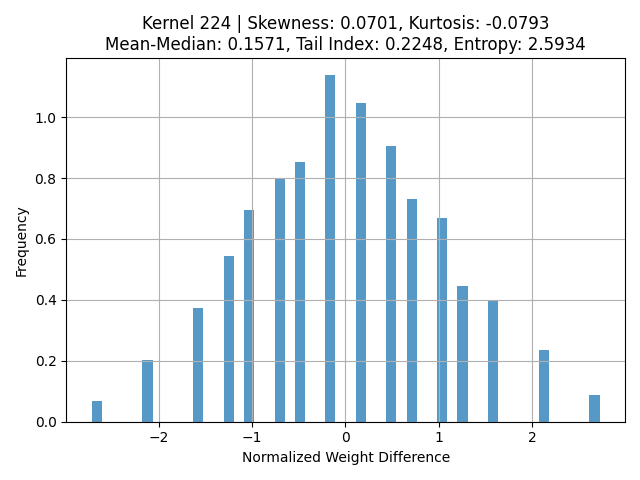 Kernel 224 | Skewness: 0.0701, Kurtosis: -0.0793
Mean-Median: 0.1571, Tail Index: 0.2248, Entropy: 2.5934
1.0
0.8
0.6
0.4
0.2
0.0
Frequency
−2
−1
0
1
2
Normalized Weight Difference